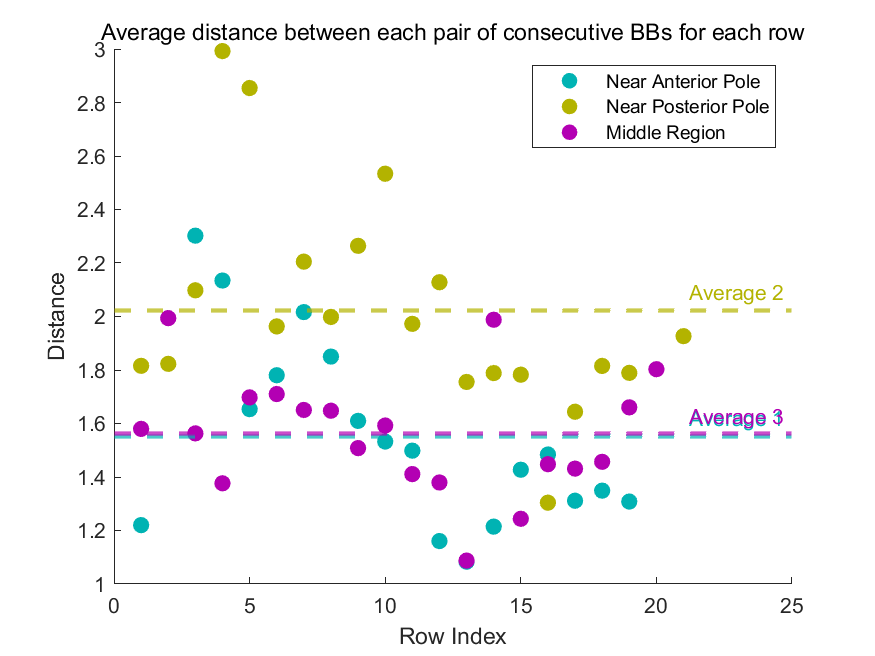 Average distance between each pair of consecutive BBs for each row
Near Anterior Pole
Near Posterior Pole
Middle Region
3
2.8
2.6
2.4
2.2
2
1.8
1.6
1.4
1.2
1
Distance
Average 2
Average 3
Average 1
0
5
10
15
20
25
Row Index